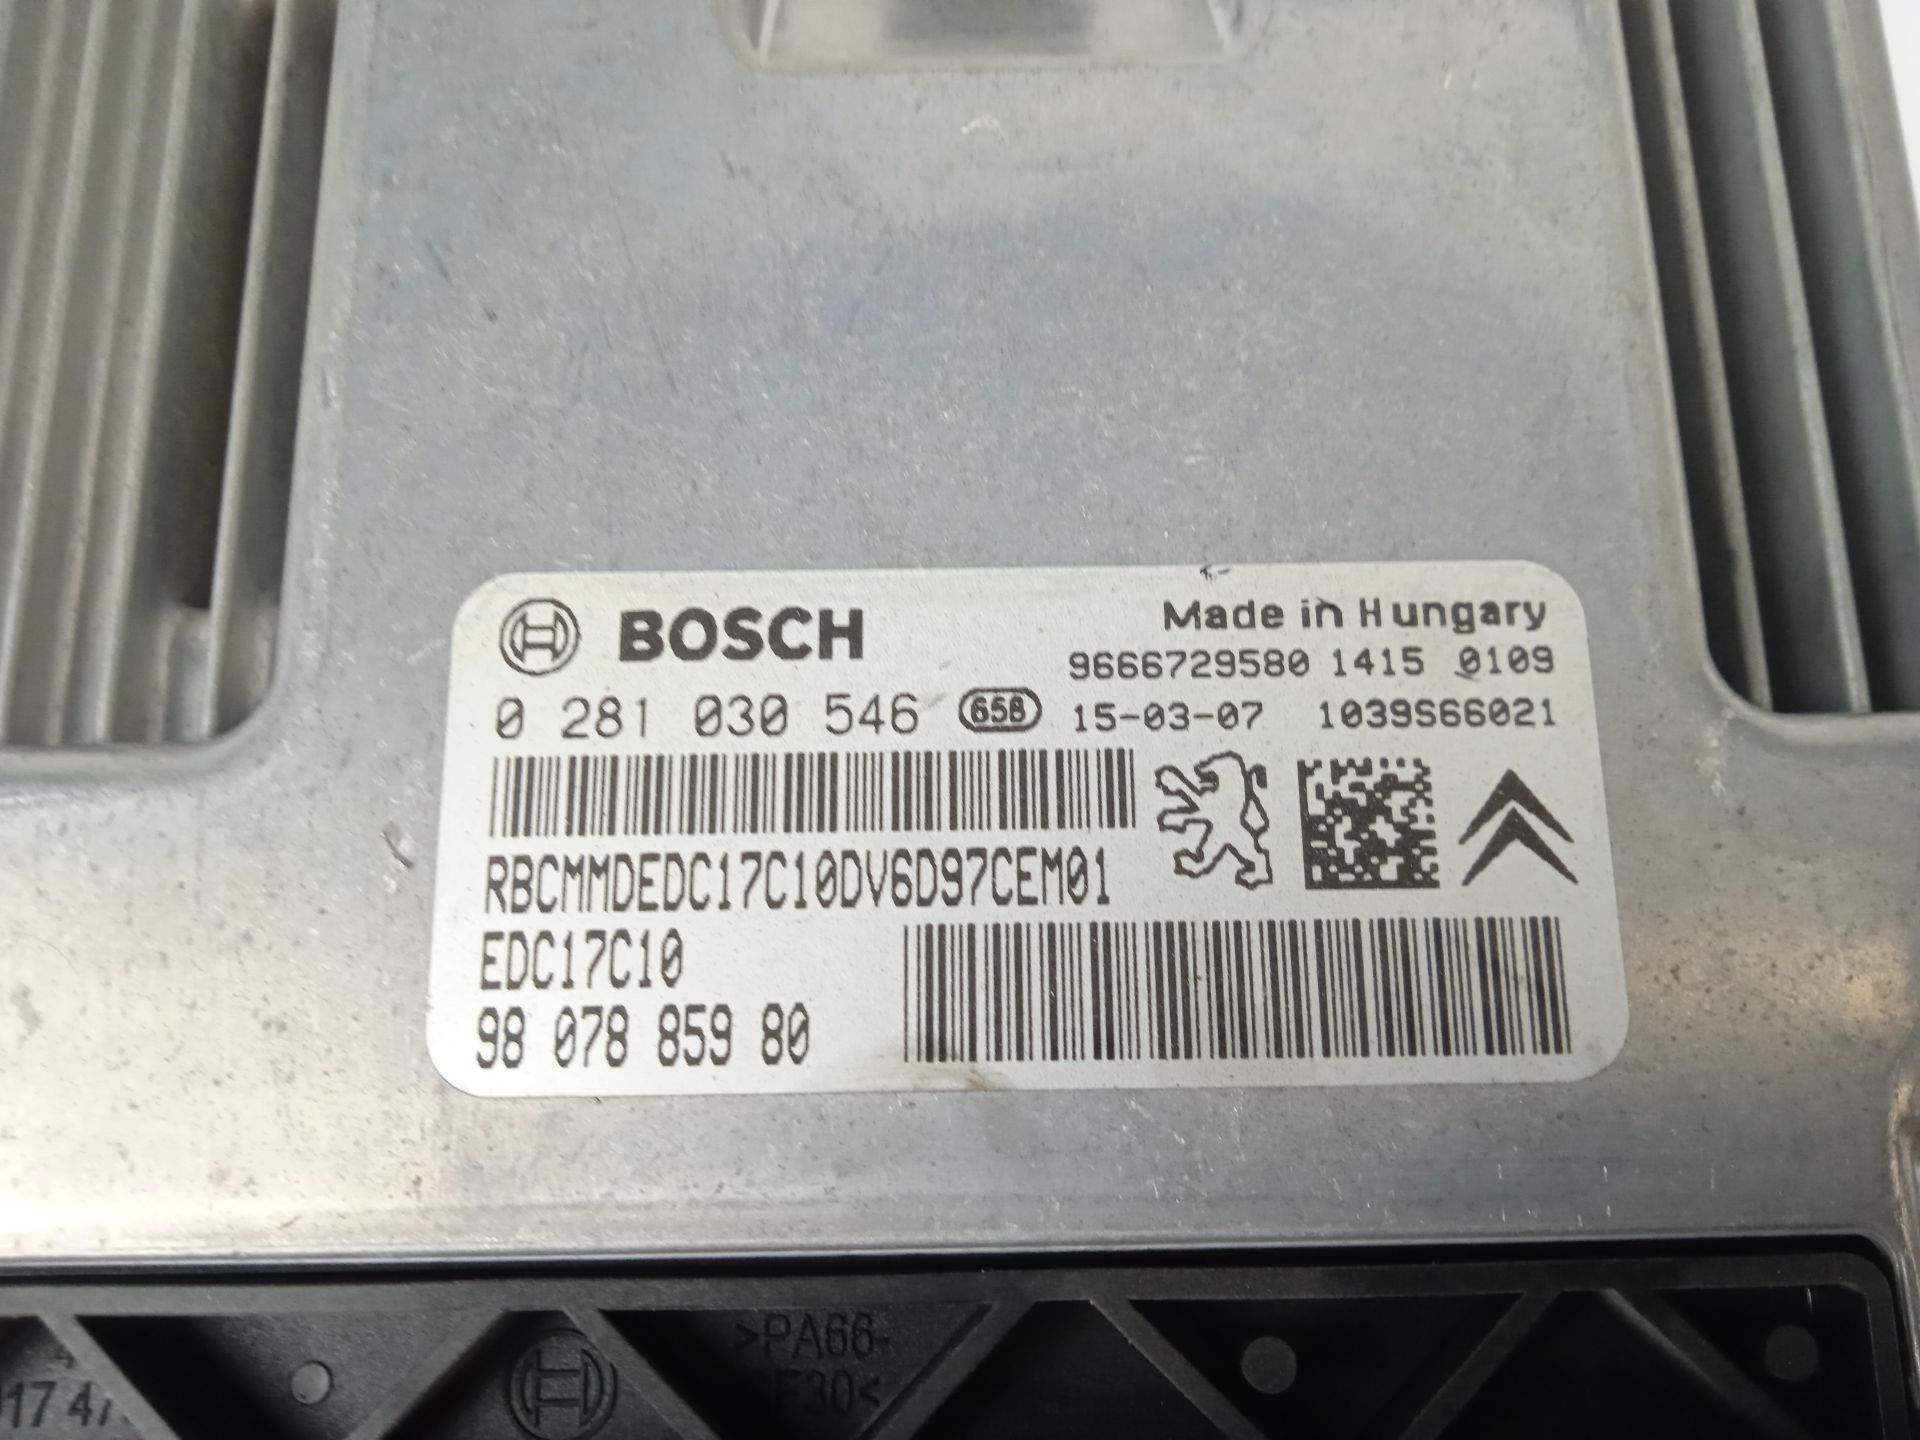 BOSCH
Made in Hungary
9666729580 1415 0109
0 281 030 546 658 15-03-07 1039S66021
RBCMMDEDC17C10DV6D97CEM01
EDC17C10
98 078 859 80
>PA66-